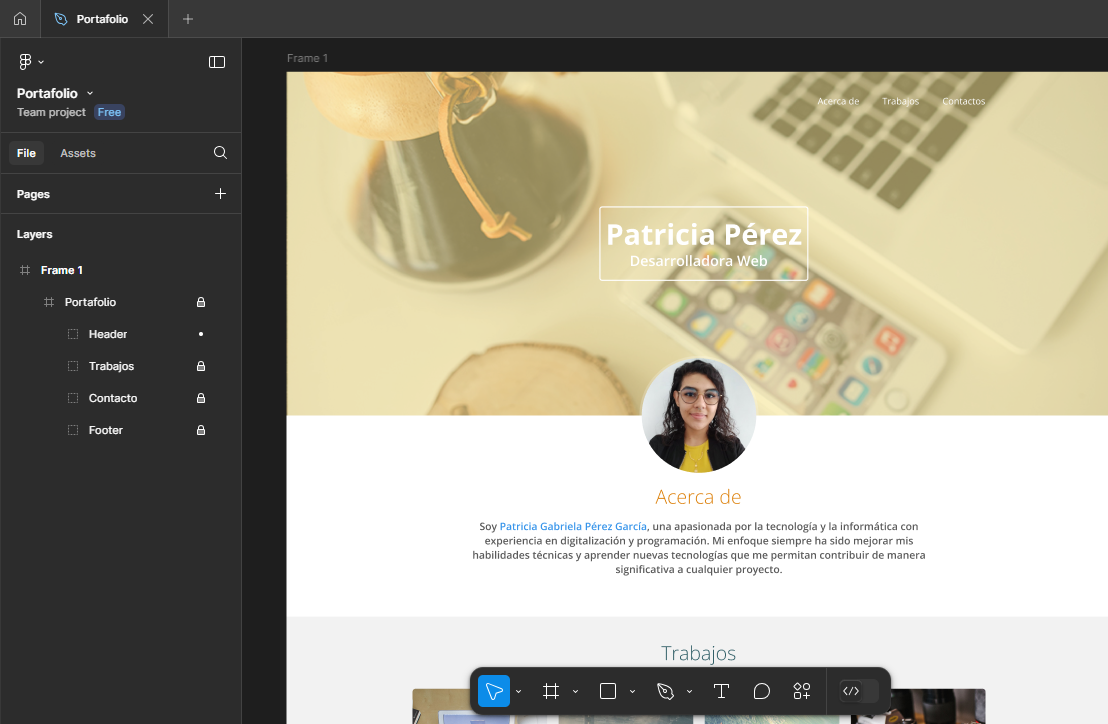 Portafolio
Portafolio
Team project Free
File Assets
Pages
Layers
Frame 1
Portafolio
Header
Trabajos
Contacto
Footer
Frame 1
Acerca de Trabajos Contactos
Patricia Pérez
Desarrolladora Web
Acerca de
Soy Patricia Gabriela Pérez García, una apasionada por la tecnología y la informática con
experiencia en digitalización y programación. Mi enfoque siempre ha sido mejorar mis
habilidades técnicas y aprender nuevas tecnologías que me permitan contribuir de manera
significativa a cualquier proyecto.
Trabajos